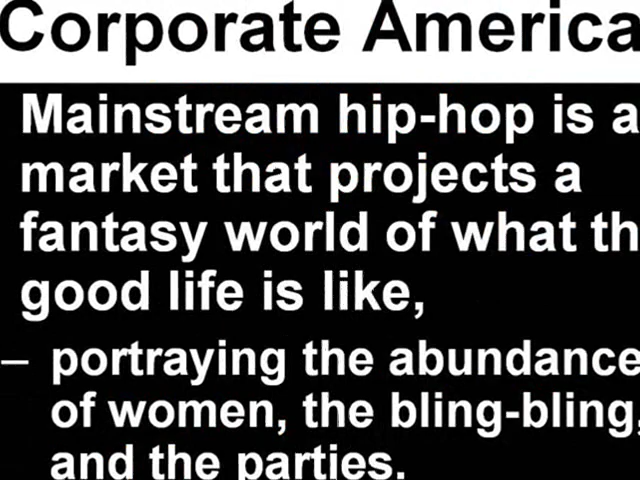 Corporate America
Mainstream hip-hop is a
market that projects a
fantasy world of what th
good life is like,
– portraying the abundance
of women, the bling-bling,
and the parties.